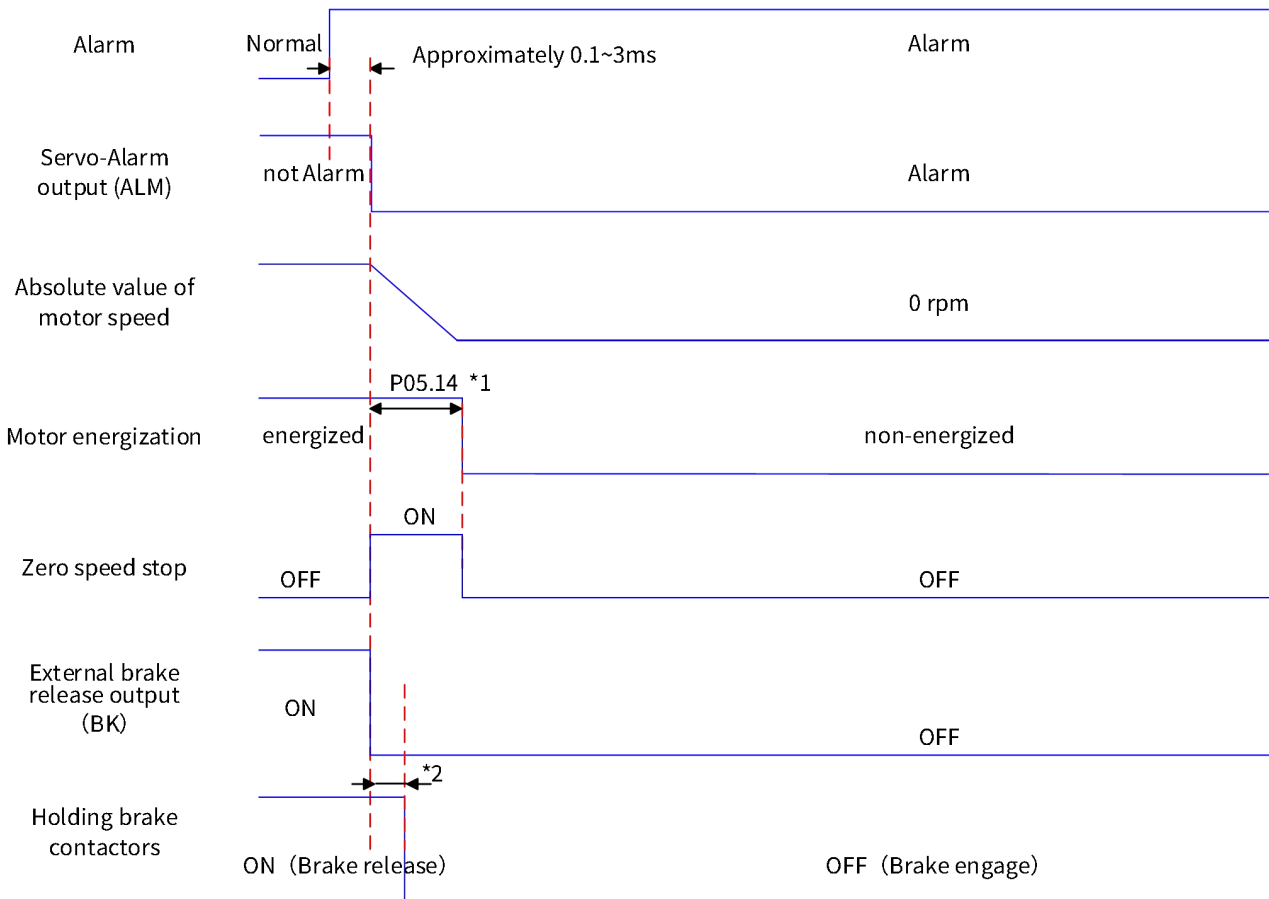 Alarm
Normal
Approximately 0.1~3ms
Alarm
Servo-Alarm
output (ALM)
not Alarm
Alarm
Absolute value of
motor speed
0 rpm
P05.14 *1
Motor energization
energized
non-energized
ON
Zero speed stop
OFF
OFF
External brake
release output
（BK）
ON
OFF
*2
Holding brake
contactors
ON（Brake release）
OFF（Brake engage）